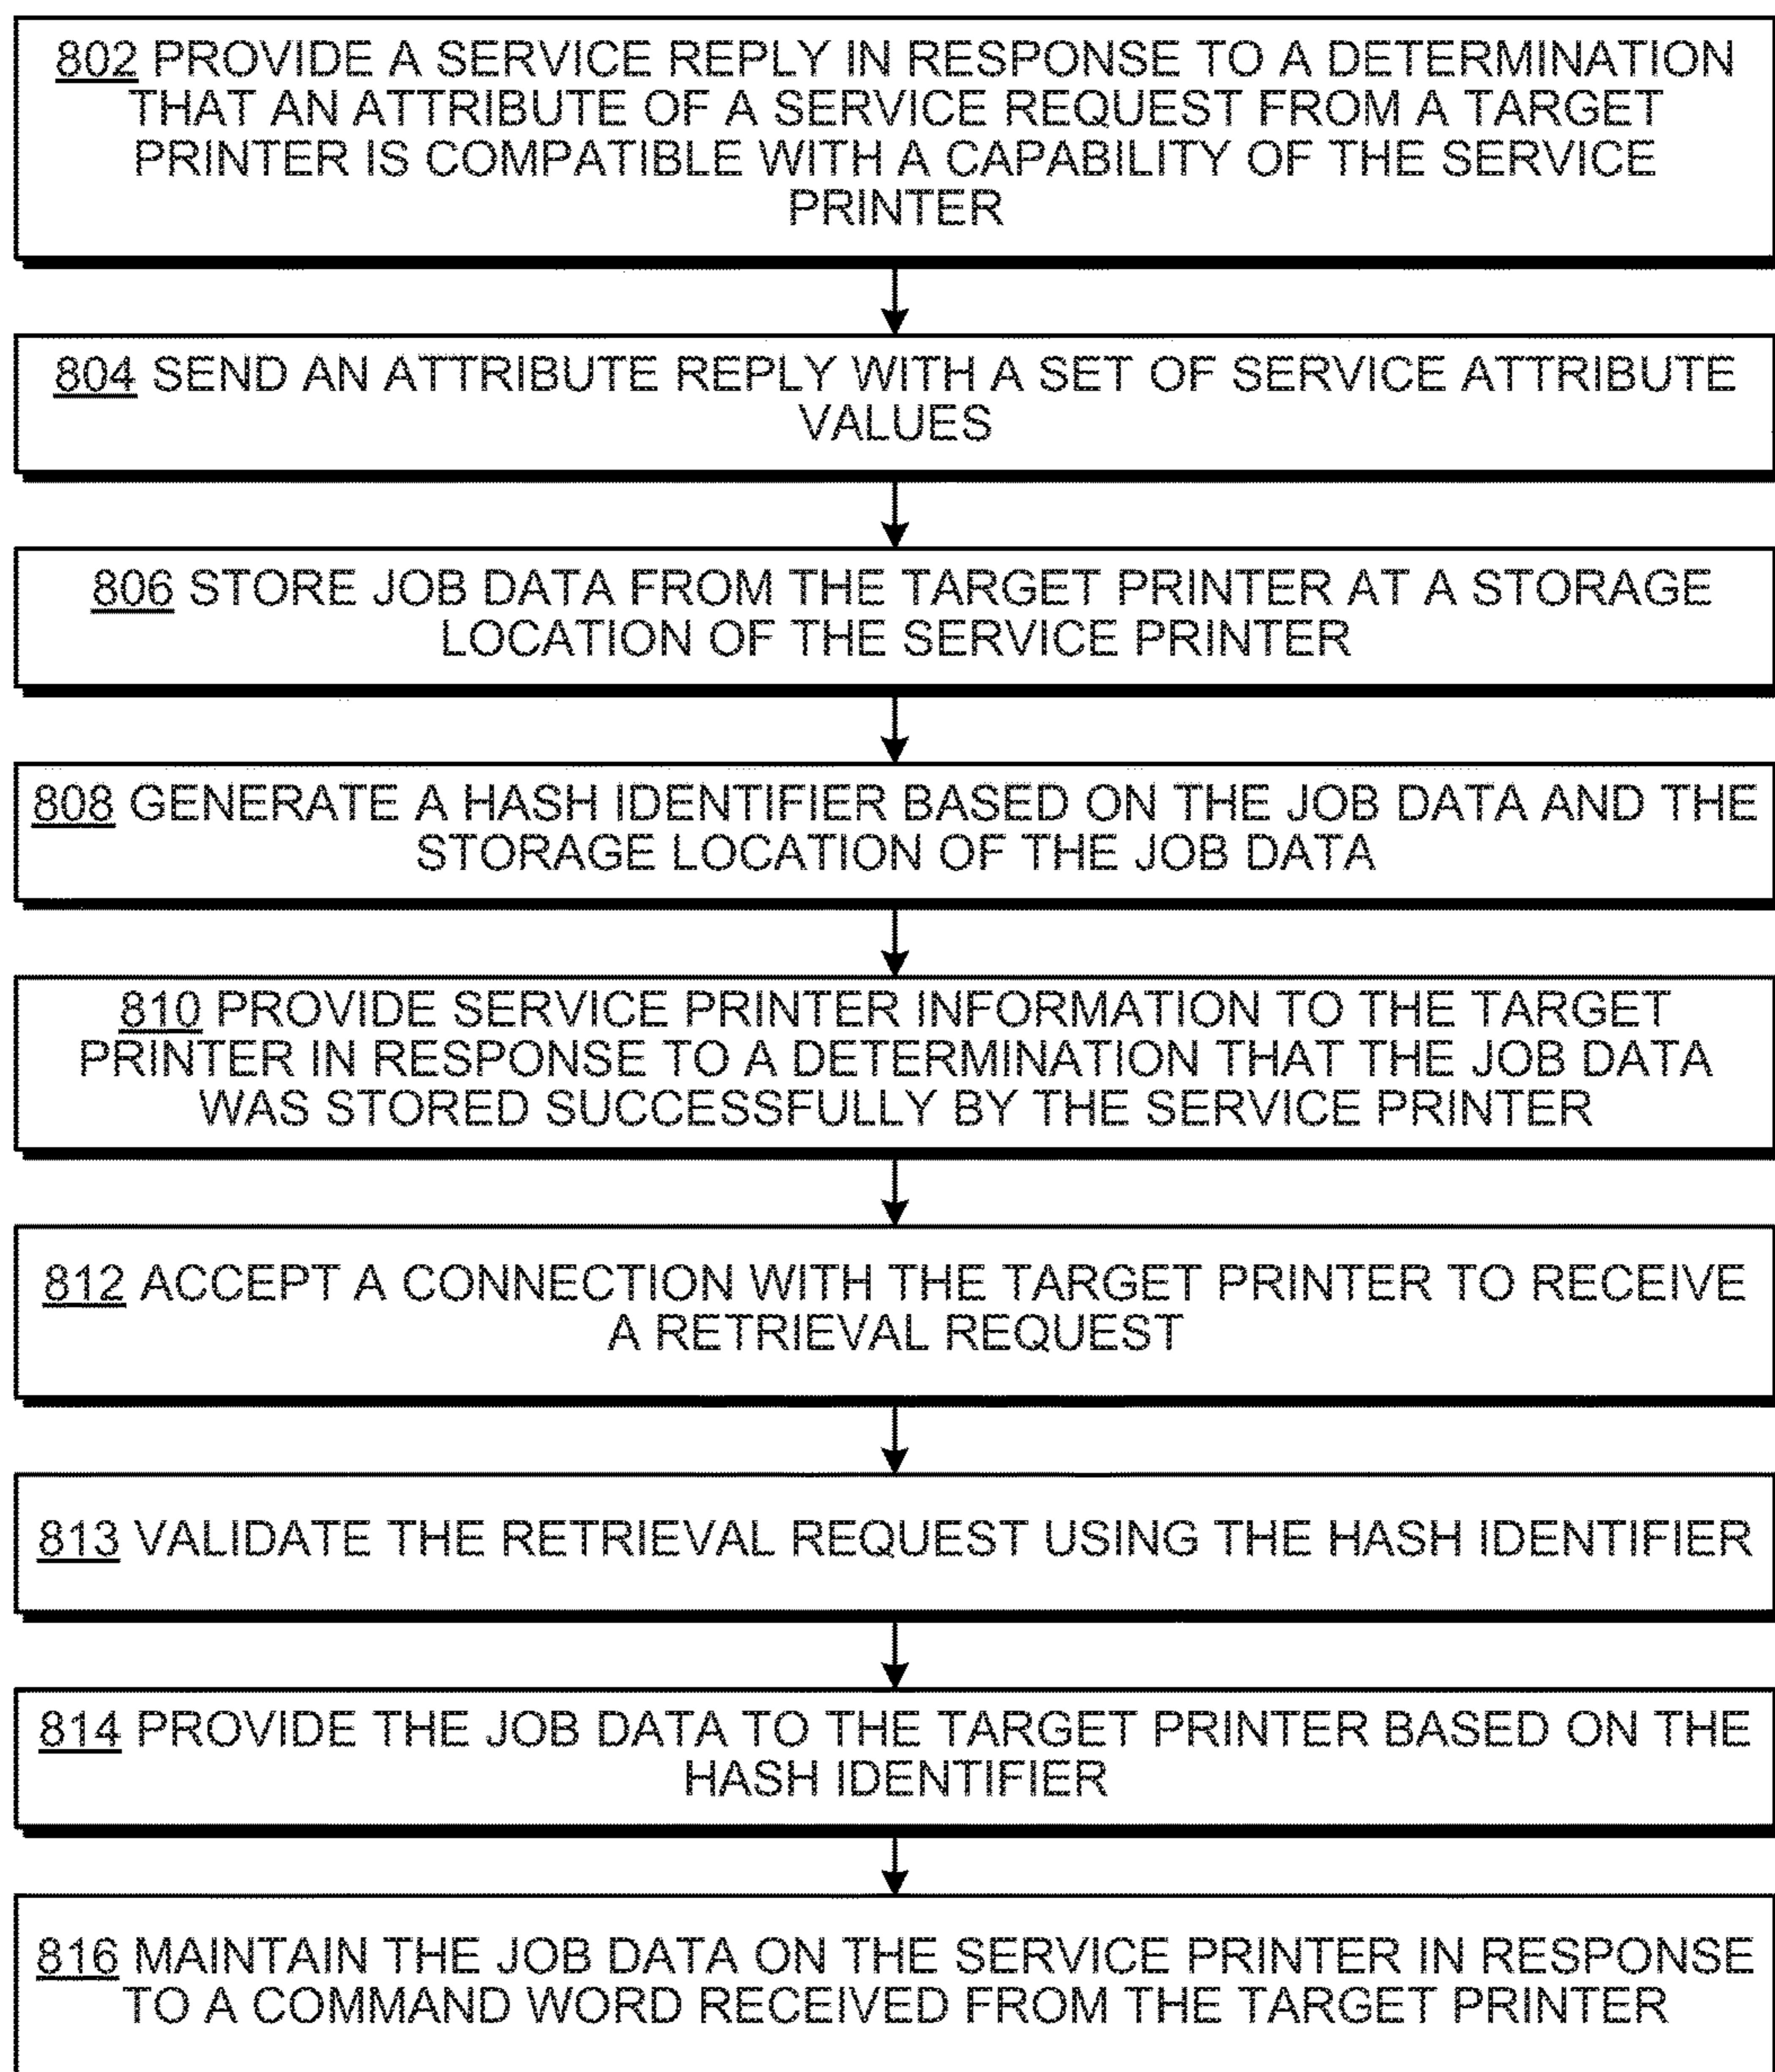 802 PROVIDE A SERVICE REPLY IN RESPONSE TO A DETERMINATION
THAT AN ATTRIBUTE OF A SERVICE REQUEST FROM A TARGET
PRINTER IS COMPATIBLE WITH A CAPABILITY OF THE SERVICE
PRINTER
804 SEND AN ATTRIBUTE REPLY WITH A SET OF SERVICE ATTRIBUTE
VALUES
806 STORE JOB DATA FROM THE TARGET PRINTER AT A STORAGE
LOCATION OF THE SERVICE PRINTER
808 GENERATE A HASH IDENTIFIER BASED ON THE JOB DATA AND THE
STORAGE LOCATION OF THE JOB DATA
810 PROVIDE SERVICE PRINTER INFORMATION TO THE TARGET
PRINTER IN RESPONSE TO A DETERMINATION THAT THE JOB DATA
WAS STORED SUCCESSFULLY BY THE SERVICE PRINTER
812 ACCEPT A CONNECTION WITH THE TARGET PRINTER TO RECEIVE
A RETRIEVAL REQUEST
813 VALIDATE THE RETRIEVAL REQUEST USING THE HASH IDENTIFIER
814 PROVIDE THE JOB DATA TO THE TARGET PRINTER BASED ON THE
HASH IDENTIFIER
816 MAINTAIN THE JOB DATA ON THE SERVICE PRINTER IN RESPONSE
TO A COMMAND WORD RECEIVED FROM THE TARGET PRINTER